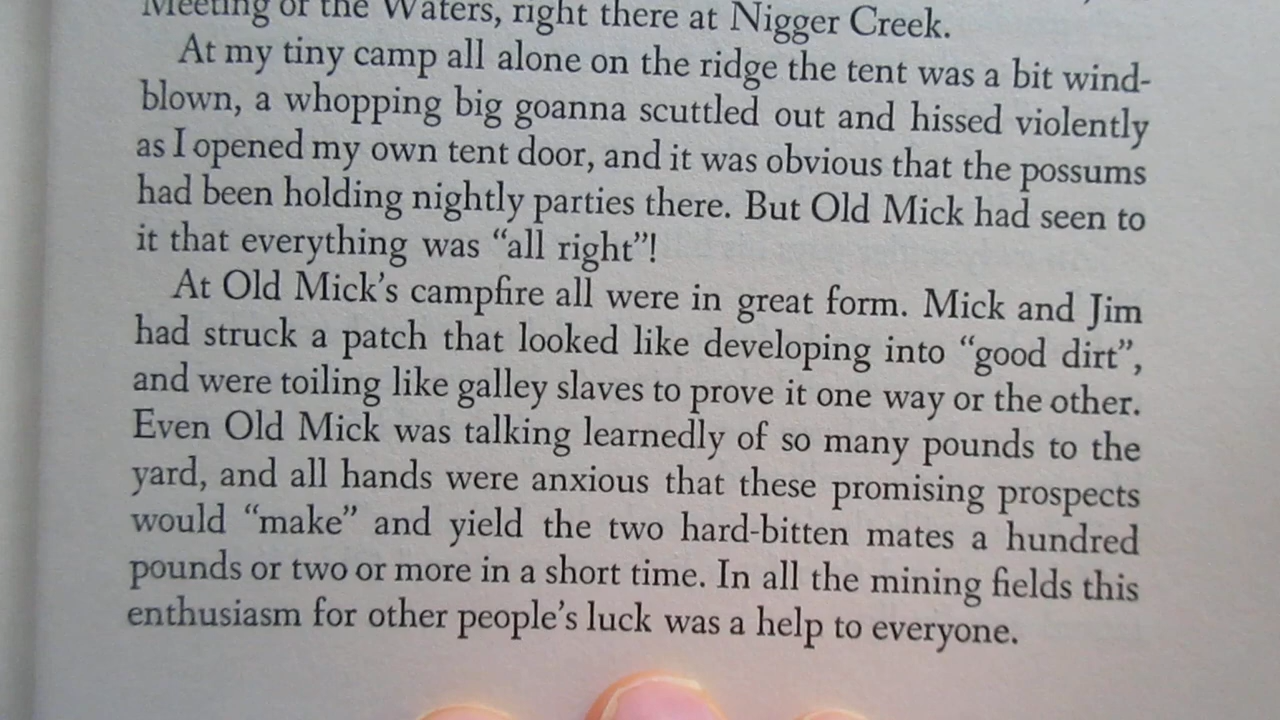 Meeting of the Waters, right there at Nigger Creek.
At my tiny camp all alone on the ridge the tent was a bit wind-
blown, a whopping big goanna scuttled out and hissed violently
as I opened my own tent door, and it was obvious that the possums
had been holding nightly parties there. But Old Mick had seen to
it that everything was “all right”!
At Old Mick’s campfire all were in great form. Mick and Jim
had struck a patch that looked like developing into “good dirt”,
and were toiling like galley slaves to prove it one way or the other.
Even Old Mick was talking learnedly of so many pounds to the
yard, and all hands were anxious that these promising prospects
would “make” and yield the two hard-bitten mates a hundred
pounds or two or more in a short time. In all the mining fields this
enthusiasm for other people’s luck was a help to everyone.